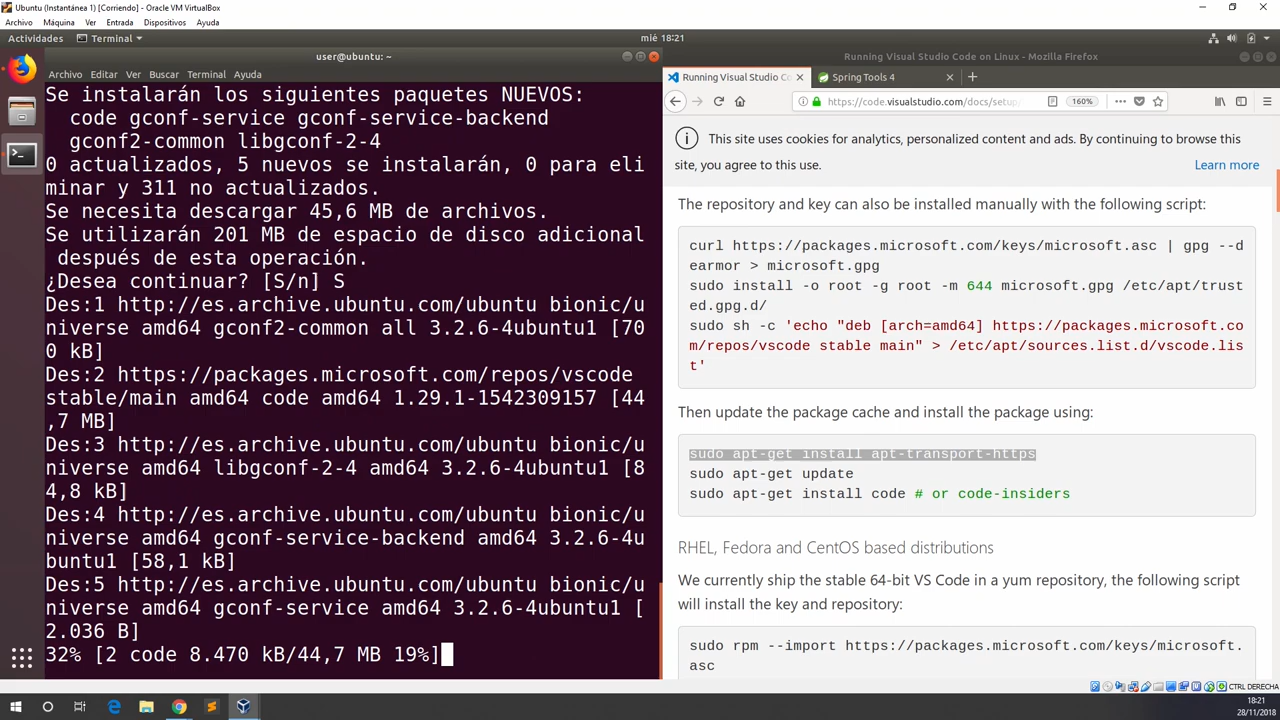 Ubuntu (Instantánea 1) [Corriendo] - Oracle VM VirtualBox
Archivo Máquina Ver Entrada Dispositivos Ayuda
Actividades Terminal mié 18:21
user@ubuntu: ~
Archivo Editar Ver Buscar Terminal Ayuda
Se instalarán los siguientes paquetes NUEVOS:
code gconf-service gconf-service-backend
gconf2-common libgconf-2-4
0 actualizados, 5 nuevos se instalarán, 0 para eli
minar y 311 no actualizados.
Se necesita descargar 45,6 MB de archivos.
Se utilizarán 201 MB de espacio de disco adicional
después de esta operación.
¿Desea continuar? [S/n] S
Des:1 http://es.archive.ubuntu.com/ubuntu bionic/u
niverse amd64 gconf2-common all 3.2.6-4ubuntu1 [70
0 kB]
Des:2 https://packages.microsoft.com/repos/vscode
stable/main amd64 code amd64 1.29.1-1542309157 [44
,7 MB]
Des:3 http://es.archive.ubuntu.com/ubuntu bionic/u
niverse amd64 libgconf-2-4 amd64 3.2.6-4ubuntu1 [8
4,8 kB]
Des:4 http://es.archive.ubuntu.com/ubuntu bionic/u
niverse amd64 gconf-service-backend amd64 3.2.6-4u
buntu1 [58,1 kB]
Des:5 http://es.archive.ubuntu.com/ubuntu bionic/u
niverse amd64 gconf-service amd64 3.2.6-4ubuntu1 [
2.036 B]
32% [2 code 8.470 kB/44,7 MB 19%]
Running Visual Studio Code on Linux - Mozilla Firefox
Running Visual Studio Co Spring Tools 4
https://code.visualstudio.com/docs/setup/ 160%
This site uses cookies for analytics, personalized content and ads. By continuing to browse this
site, you agree to this use. Learn more
The repository and key can also be installed manually with the following script:
curl https://packages.microsoft.com/keys/microsoft.asc | gpg --d
earmor > microsoft.gpg
sudo install -o root -g root -m 644 microsoft.gpg /etc/apt/trust
ed.gpg.d/
sudo sh -c 'echo "deb [arch=amd64] https://packages.microsoft.co
m/repos/vscode stable main" > /etc/apt/sources.list.d/vscode.lis
t'
Then update the package cache and install the package using:
sudo apt-get install apt-transport-https
sudo apt-get update
sudo apt-get install code # or code-insiders
RHEL, Fedora and CentOS based distributions
We currently ship the stable 64-bit VS Code in a yum repository, the following script
will install the key and repository:
sudo rpm --import https://packages.microsoft.com/keys/microsoft.
asc
CTRL DERECHA
18:21
28/11/2018